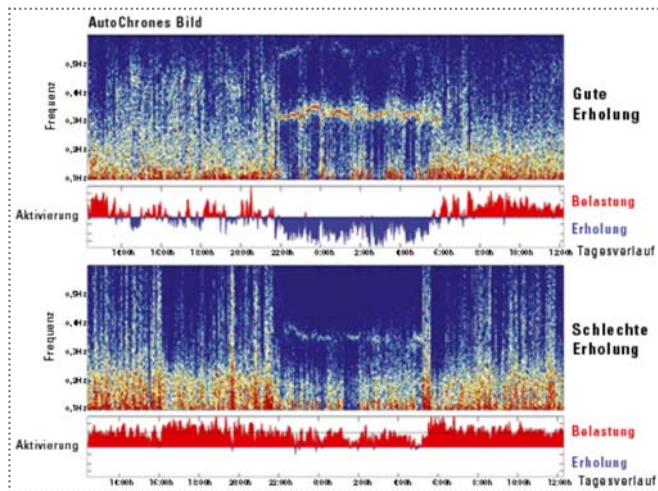 AutoChrones Bild
0,5Hz
0,4Hz
0,3Hz
0,2Hz
0,1Hz
Frequenz
Gute
Erholung
Aktivierung
Belastung
Erholung
14:00h 16:00h 18:00h 20:00h 22:00h 0:00h 2:00h 4:00h 6:00h 8:00h 10:00h 12:00h
Tagesverlauf
0,5Hz
0,4Hz
0,3Hz
0,2Hz
0,1Hz
Frequenz
Schlechte
Erholung
Aktivierung
Belastung
Erholung
14:00h 16:00h 18:00h 20:00h 22:00h 0:00h 2:00h 4:00h 6:00h 8:00h 10:00h 12:00h
Tagesverlauf